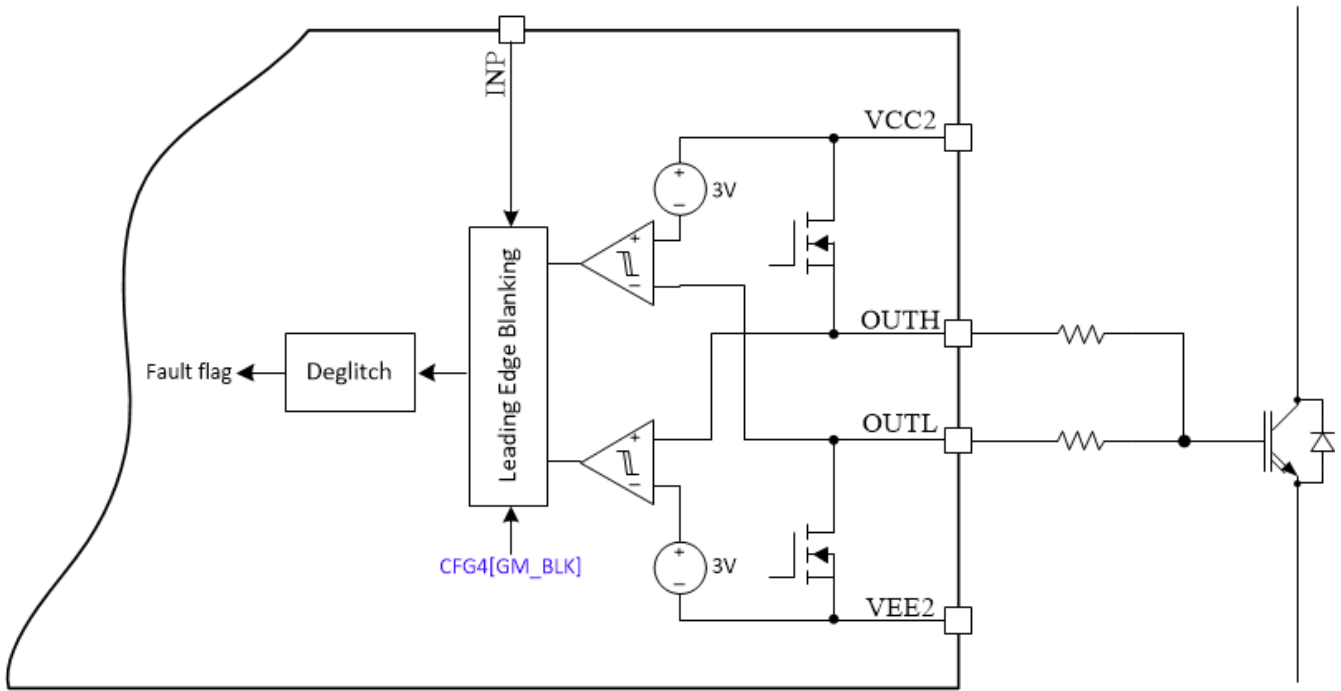 INP
VCC2
+
−
3V
+
−
Leading Edge Blanking
OUTH
Fault flag
Deglitch
OUTL
+
−
+
−
3V
CFG4[GM_BLK]
VEE2